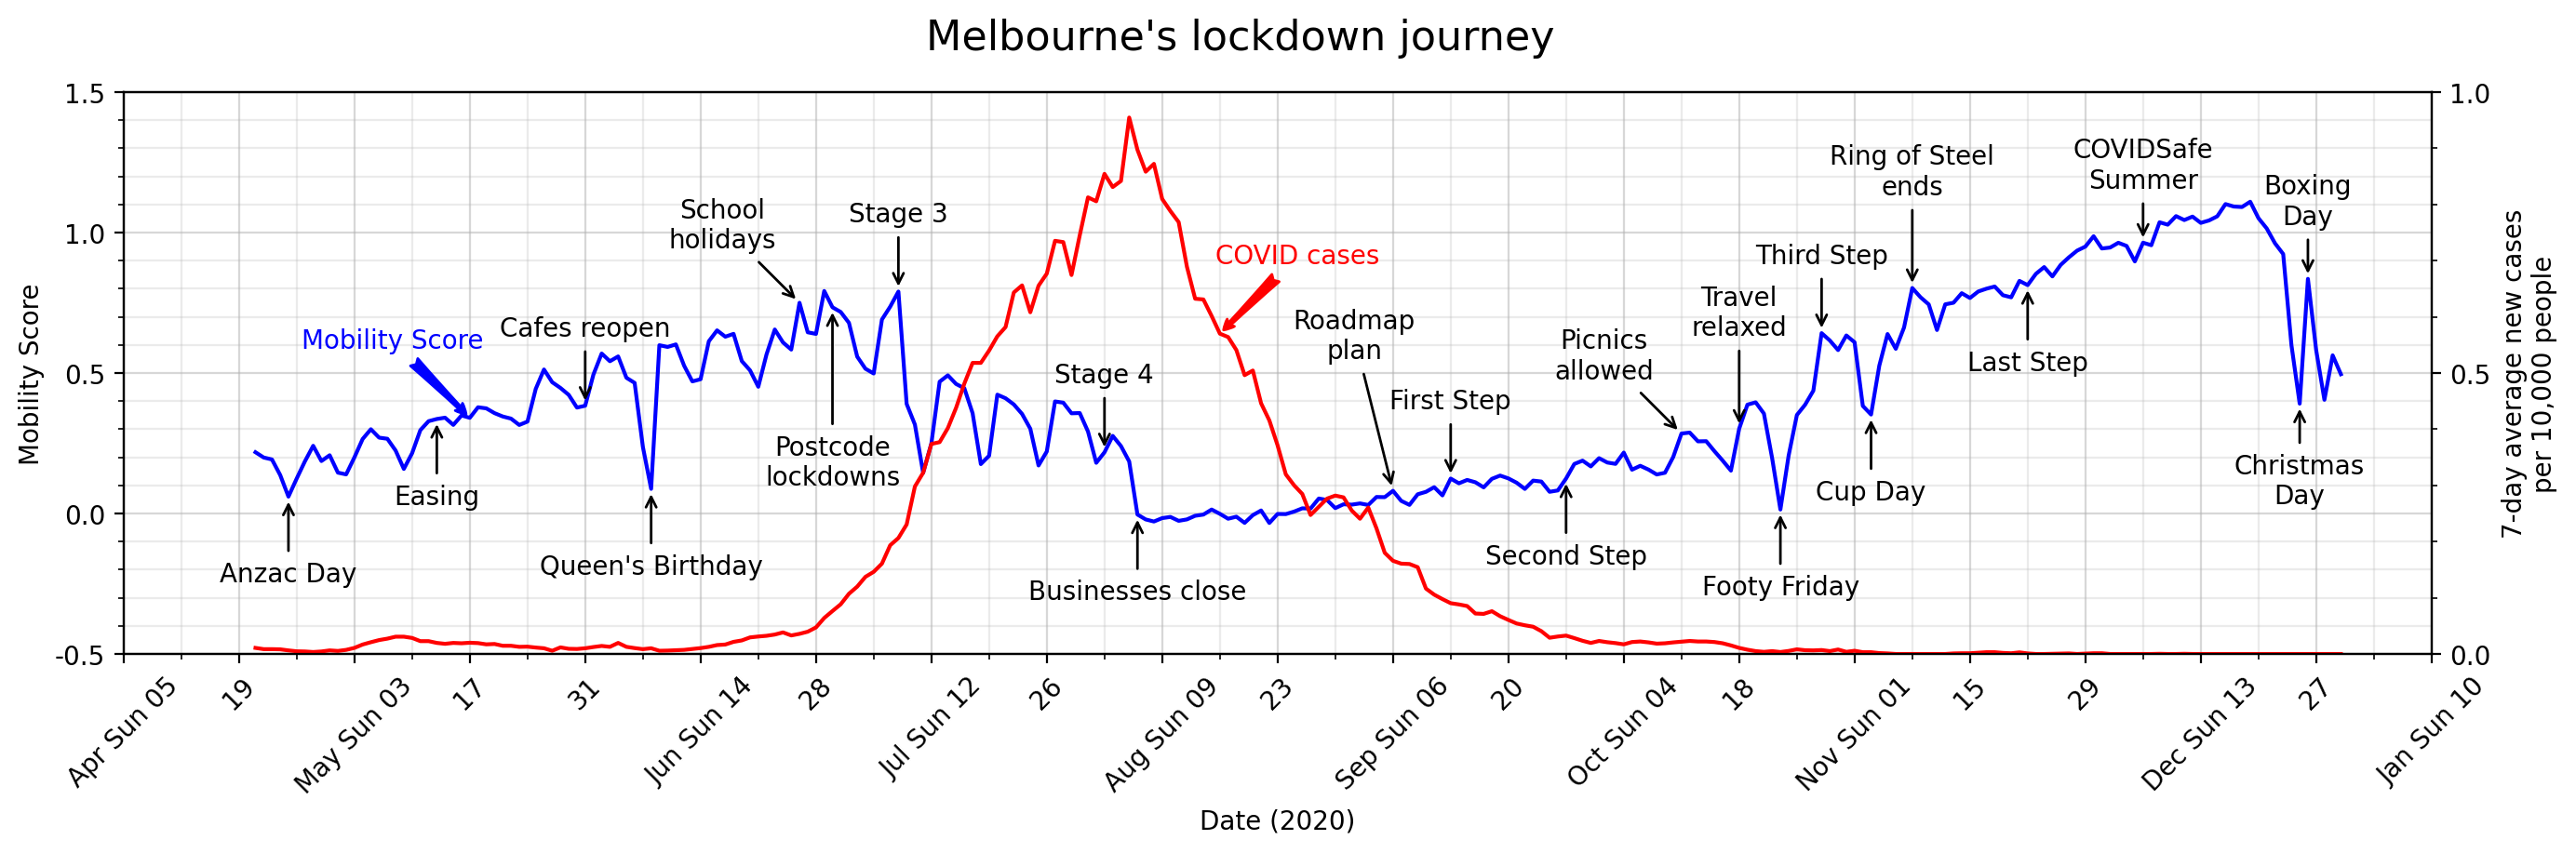 Melbourne's lockdown journey
1.5
1.0
0.5
0.0
-0.5
Mobility Score
1.0
0.5
0.0
7-day average new cases
per 10,000 people
Mobility Score
COVID cases
Anzac Day
Easing
Cafes reopen
Queen's Birthday
School
holidays
Postcode
lockdowns
Stage 3
Stage 4
Businesses close
Roadmap
plan
First Step
Second Step
Picnics
allowed
Travel
relaxed
Footy Friday
Third Step
Cup Day
Ring of Steel
ends
Last Step
COVIDSafe
Summer
Christmas
Day
Boxing
Day
Apr Sun 05
19
May Sun 03
17
31
Jun Sun 14
28
Jul Sun 12
26
Aug Sun 09
23
Sep Sun 06
20
Oct Sun 04
18
Nov Sun 01
15
29
Dec Sun 13
27
Jan Sun 10
Date (2020)